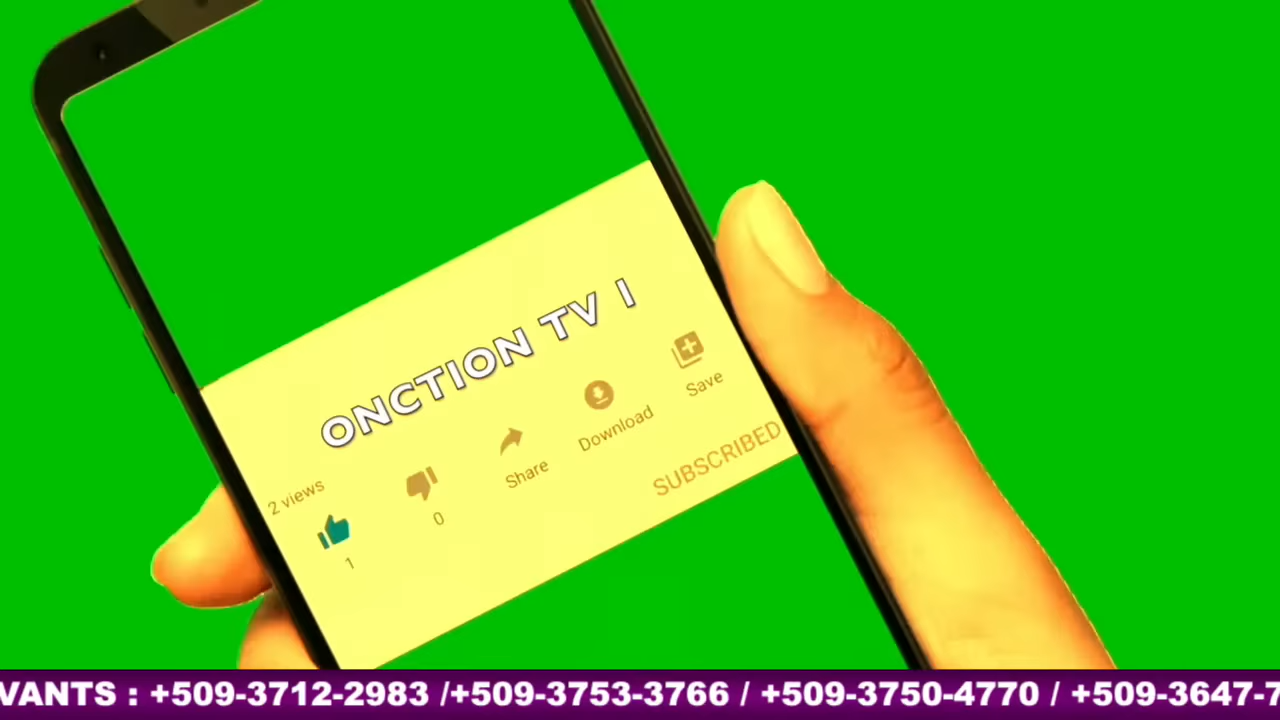 ONCTION TV I
2 views
1
0
Share
Download
Save
SUBSCRIBED
VANTS : +509-3712-2983 /+509-3753-3766 / +509-3750-4770 / +509-3647-7